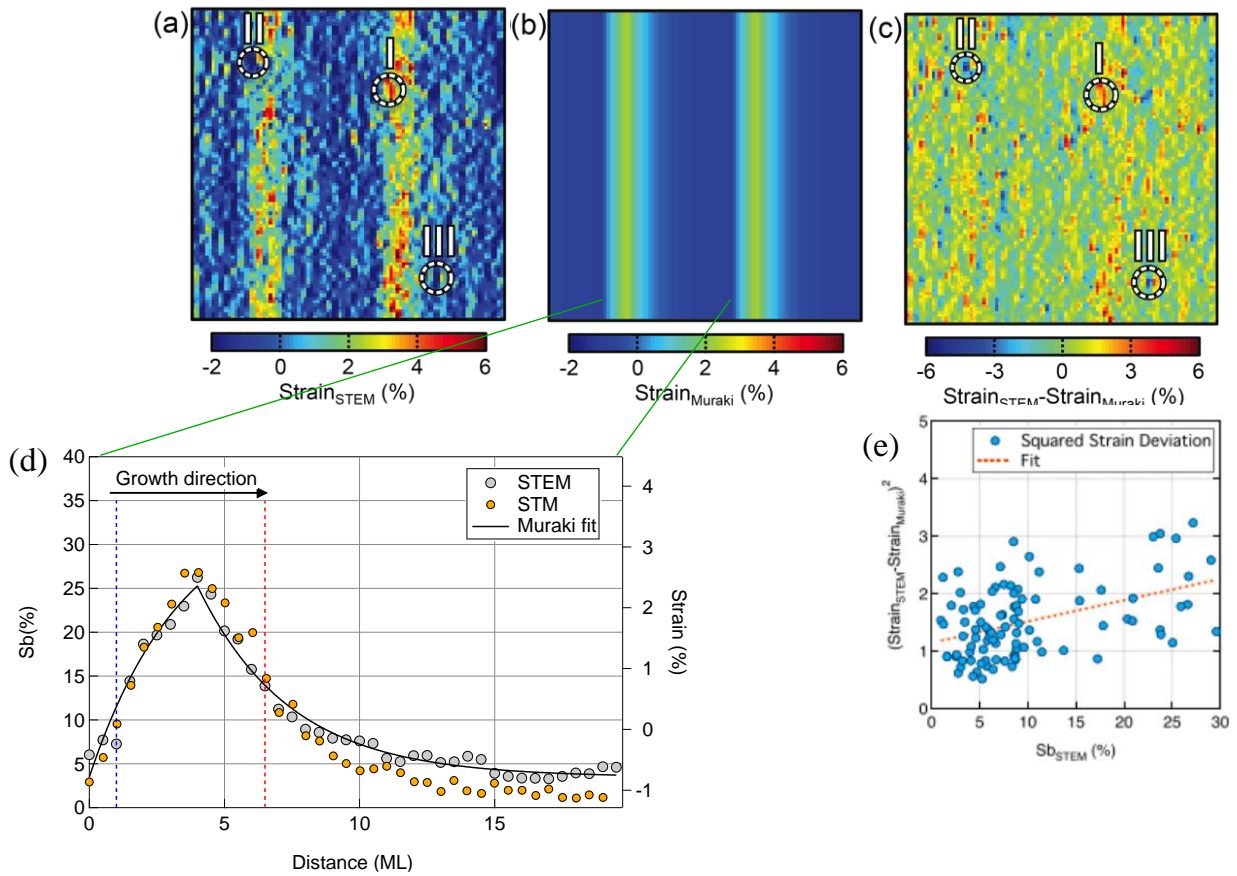 (a)
II
I
III
-2 0 2 4 6
Strain_STEM (%)
(b)
-2 0 2 4 6
Strain_Muraki (%)
(c)
II
I
III
-6 -3 0 3 6
Strain_STEM-Strain_Muraki (%)
(d)
40
35
30
25
20
15
10
5
0
Sb(%)
Growth direction
STEM
STM
Muraki fit
4
3
2
1
0
-1
Strain (%)
0 5 10 15
Distance (ML)
(e)
5
4
3
2
1
0
(Strain_STEM-Strain_Muraki)²
Squared Strain Deviation
Fit
0 5 10 15 20 25 30
Sb_STEM (%)